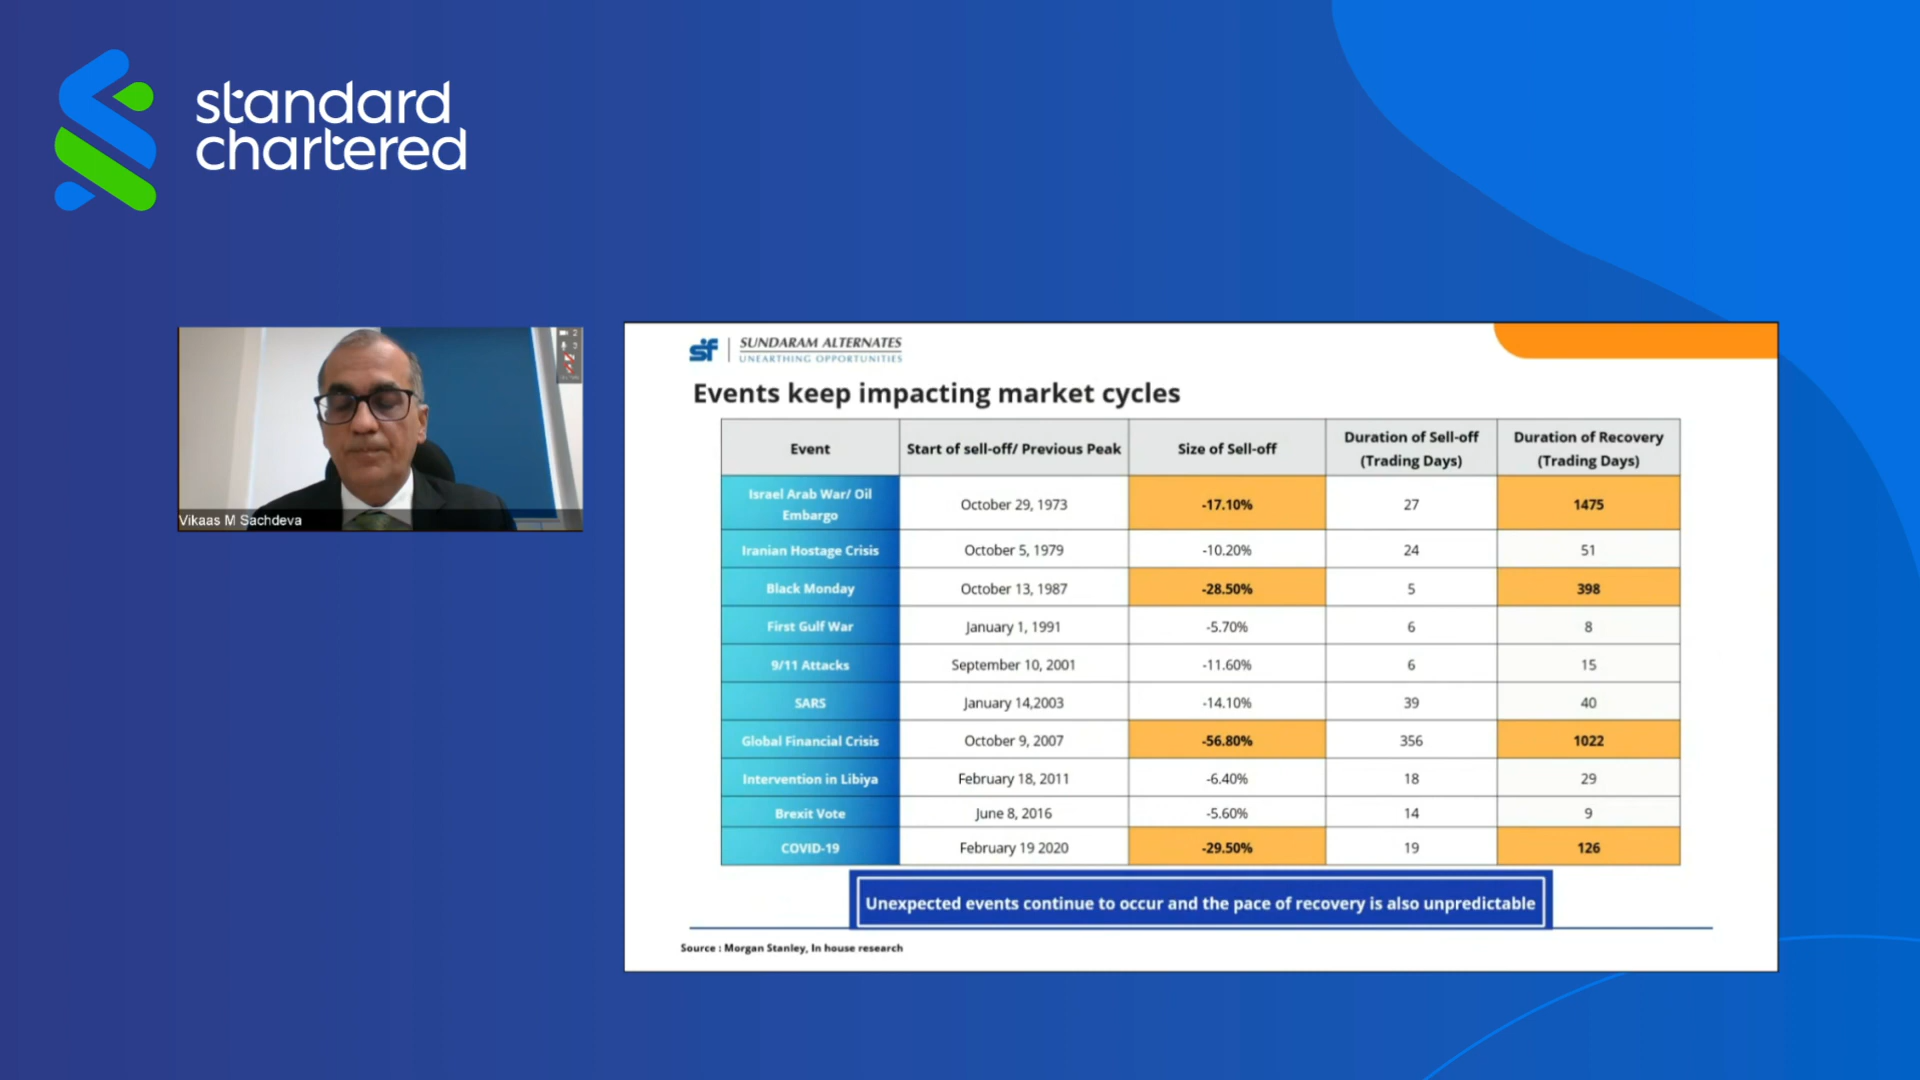 standard
chartered
Vikaas M Sachdeva
sf SUNDARAM ALTERNATES
UNEARTHING OPPORTUNITIES
Events keep impacting market cycles
Event Start of sell-off/ Previous Peak Size of Sell-off Duration of Sell-off (Trading Days) Duration of Recovery (Trading Days)
Israel Arab War/ Oil Embargo October 29, 1973 -17.10% 27 1475
Iranian Hostage Crisis October 5, 1979 -10.20% 24 51
Black Monday October 13, 1987 -28.50% 5 398
First Gulf War January 1, 1991 -5.70% 6 8
9/11 Attacks September 10, 2001 -11.60% 6 15
SARS January 14,2003 -14.10% 39 40
Global Financial Crisis October 9, 2007 -56.80% 356 1022
Intervention in Libiya February 18, 2011 -6.40% 18 29
Brexit Vote June 8, 2016 -5.60% 14 9
COVID-19 February 19 2020 -29.50% 19 126
Unexpected events continue to occur and the pace of recovery is also unpredictable
Source : Morgan Stanley, In house research